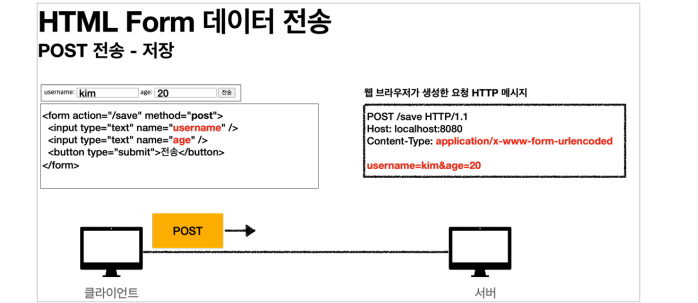 HTML Form 데이터 전송
POST 전송 - 저장
username: kim age: 20 전송
<form action="/save" method="post">
<input type="text" name="username" />
<input type="text" name="age" />
<button type="submit">전송</button>
</form>
웹 브라우저가 생성한 요청 HTTP 메시지
POST /save HTTP/1.1
Host: localhost:8080
Content-Type: application/x-www-form-urlencoded
username=kim&age=20
POST
클라이언트
서버